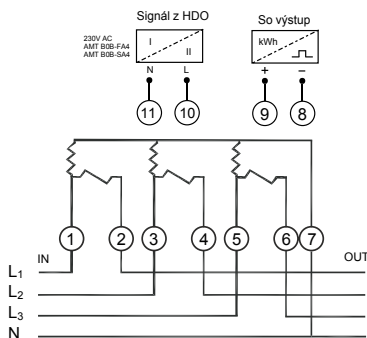 Signál z HDO
So výstup
230V AC
AMT B0B-FA4
AMT B0B-SA4
I
II
kWh
N
L
+
–
11
10
9
8
1
2
3
4
5
6
7
IN
OUT
L1
L2
L3
N